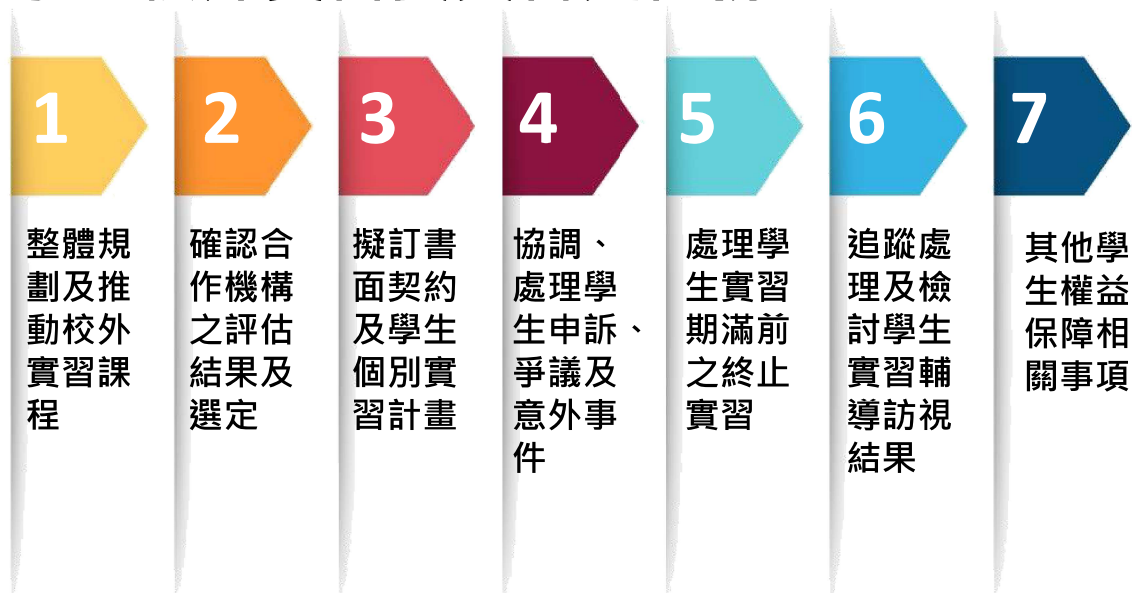 1
整體規
劃及推
動校外
實習課
程
2
確認合
作機構
之評估
結果及
選定
3
擬訂書
面契約
及學生
個別實
習計畫
4
協調、
處理學
生申訴、
爭議及
意外事
件
5
處理學
生實習
期滿前
之終止
實習
6
追蹤處
理及檢
討學生
實習輔
導訪視
結果
7
其他學
生權益
保障相
關事項